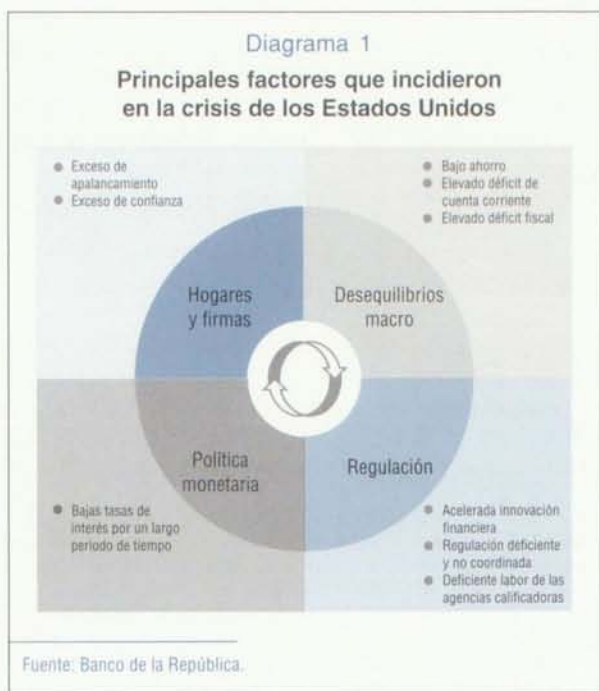 Diagrama 1
Principales factores que incidieron
en la crisis de los Estados Unidos
● Exceso de
apalancamiento
● Exceso de confianza
● Bajo ahorro
● Elevado déficit de
cuenta corriente
● Elevado déficit fiscal
Hogares
y firmas
Desequilibrios
macro
Política
monetaria
Regulación
● Bajas tasas de
interés por un largo
periodo de tiempo
● Acelerada innovación
financiera
● Regulación deficiente
y no coordinada
● Deficiente labor de las
agencias calificadoras
Fuente: Banco de la República.